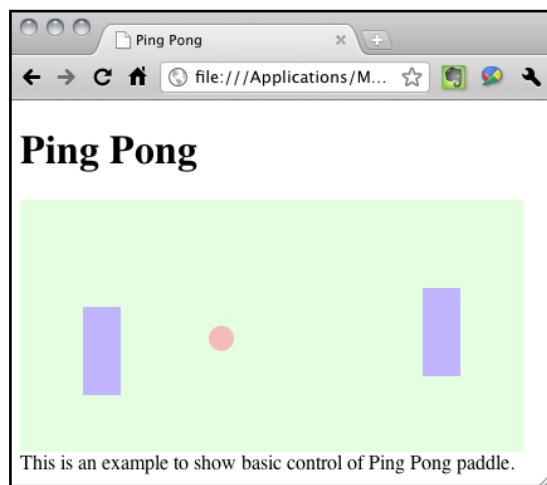 Ping Pong
file:///Applications/M...
Ping Pong
This is an example to show basic control of Ping Pong paddle.